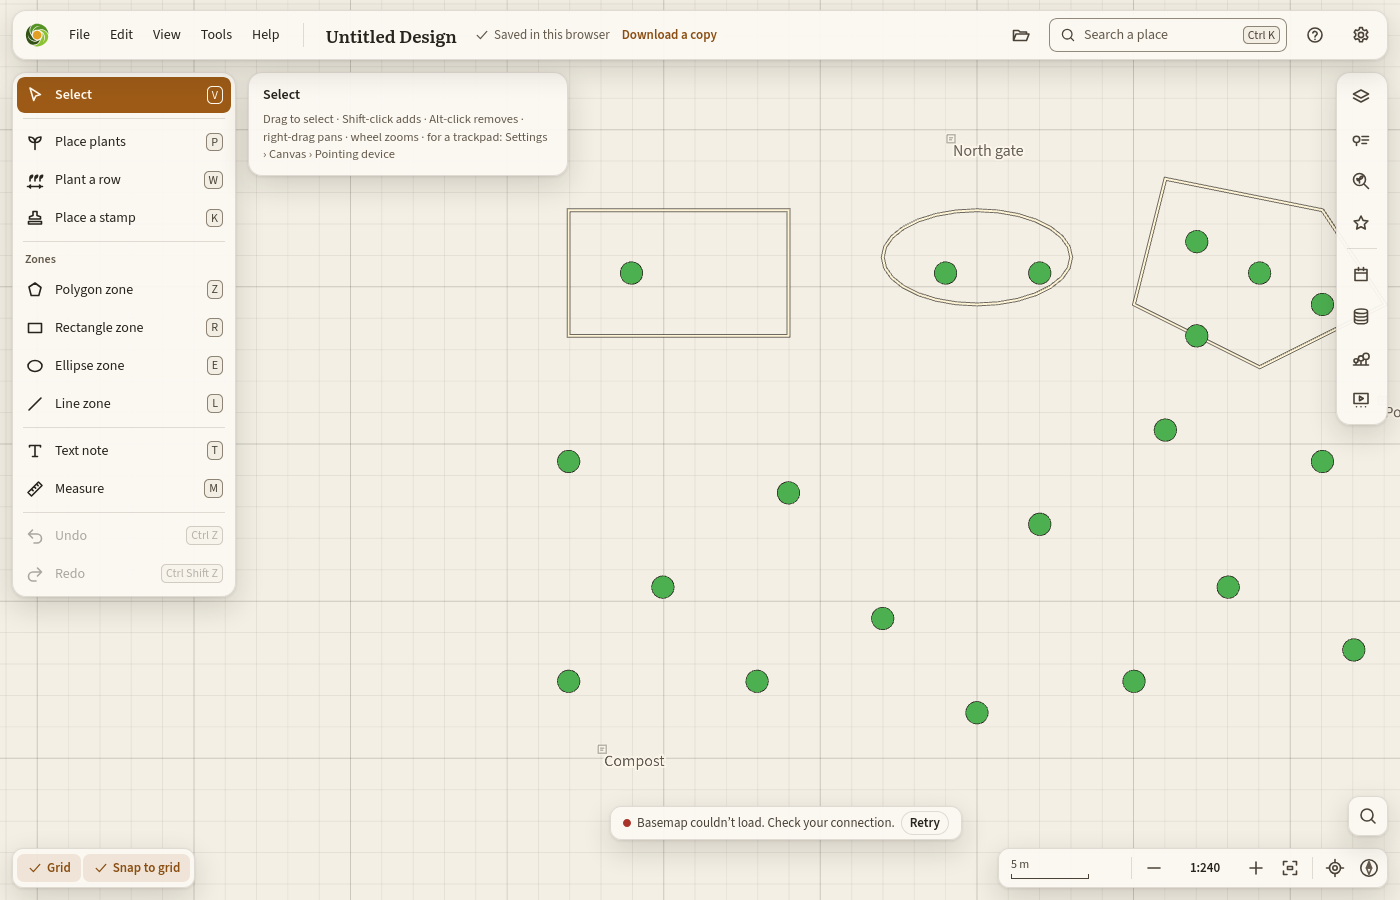 File Edit View Tools Help Untitled Design Saved in this browser Download a copy Search a place Ctrl K
Select V
Place plants P
Plant a row W
Place a stamp K
Zones
Polygon zone Z
Rectangle zone R
Ellipse zone E
Line zone L
Text note T
Measure M
Undo Ctrl Z
Redo Ctrl Shift Z
Select
Drag to select · Shift-click adds · Alt-click removes ·
right-drag pans · wheel zooms · for a trackpad: Settings
› Canvas › Pointing device
North gate
Compost
Basemap couldn’t load. Check your connection. Retry
Grid Snap to grid
5 m 1:240